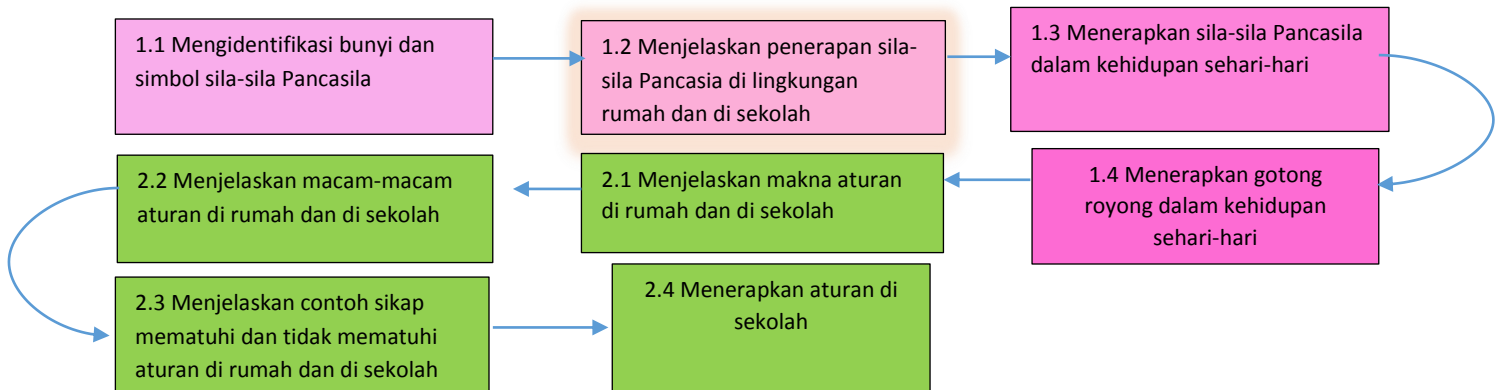 1.1 Mengidentifikasi bunyi dan
simbol sila-sila Pancasila
1.2 Menjelaskan penerapan sila-
sila Pancasia di lingkungan
rumah dan di sekolah
1.3 Menerapkan sila-sila Pancasila
dalam kehidupan sehari-hari
1.4 Menerapkan gotong
royong dalam kehidupan
sehari-hari
2.1 Menjelaskan makna aturan
di rumah dan di sekolah
2.2 Menjelaskan macam-macam
aturan di rumah dan di sekolah
2.3 Menjelaskan contoh sikap
mematuhi dan tidak mematuhi
aturan di rumah dan di sekolah
2.4 Menerapkan aturan di
sekolah